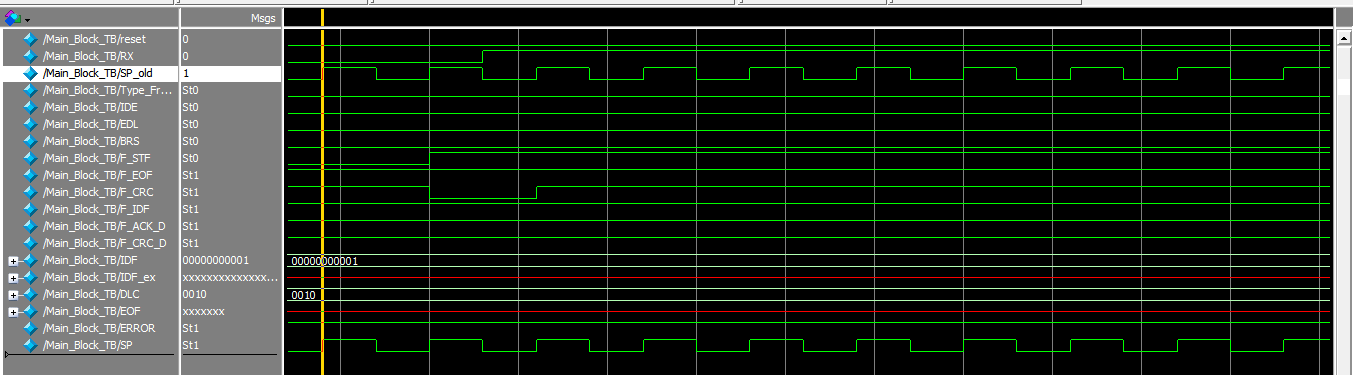 Msgs
/Main_Block_TB/reset 0
/Main_Block_TB/RX 0
/Main_Block_TB/SP_old 1
/Main_Block_TB/Type_Fr... St0
/Main_Block_TB/IDE St0
/Main_Block_TB/EDL St0
/Main_Block_TB/BRS St0
/Main_Block_TB/F_STF St0
/Main_Block_TB/F_EOF St1
/Main_Block_TB/F_CRC St1
/Main_Block_TB/F_IDF St1
/Main_Block_TB/F_ACK_D St1
/Main_Block_TB/F_CRC_D St1
/Main_Block_TB/IDF 00000000001 00000000001
/Main_Block_TB/IDF_ex xxxxxxxxxxxxxxx...
/Main_Block_TB/DLC 0010 0010
/Main_Block_TB/EOF xxxxxxx
/Main_Block_TB/ERROR St1
/Main_Block_TB/SP St1